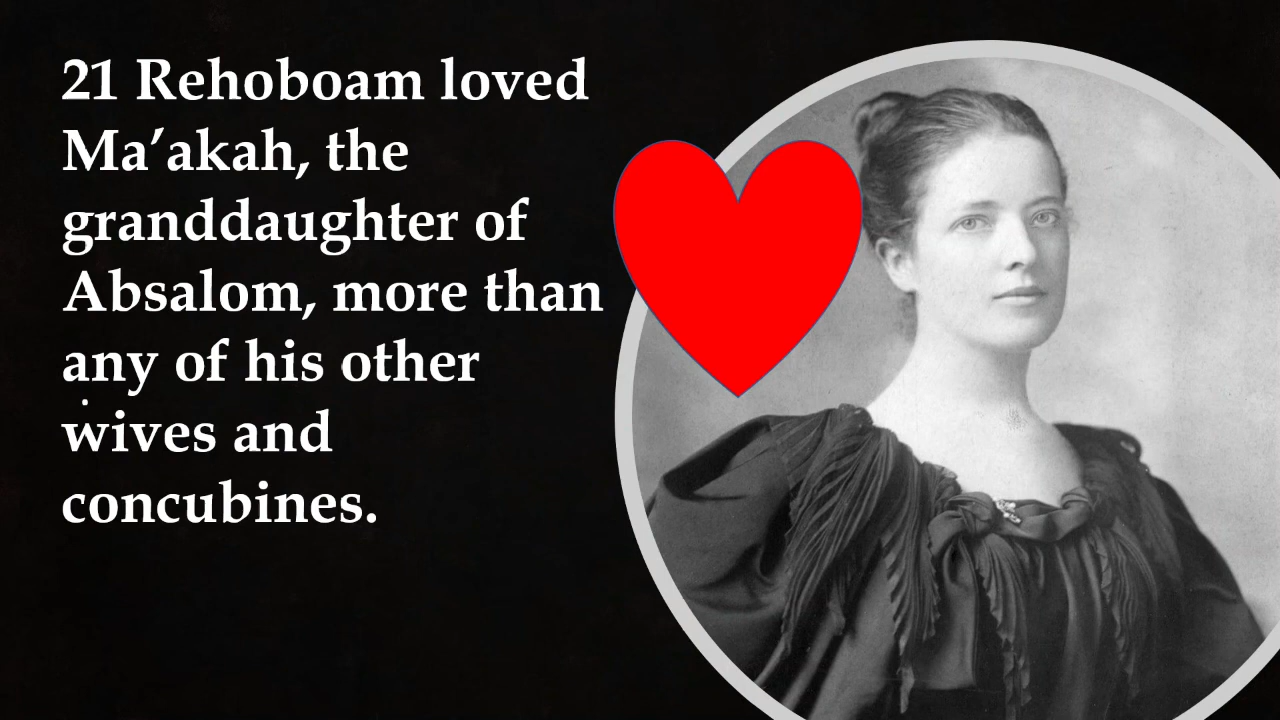 21 Rehoboam loved
Ma’akah, the
granddaughter of
Absalom, more than
any of his other
wives and
concubines.